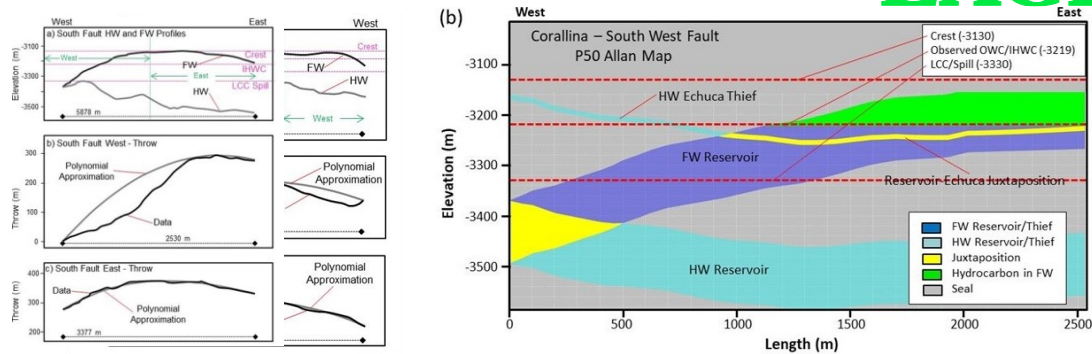 West East
a) South Fault HW and FW Profiles
Elevation (m)
-3100
-3300
-3500
Crest
IHWC
LCC Spill
West
East
FW
HW
5878 m
b) South Fault West - Throw
Throw (m)
300
200
100
0
Polynomial
Approximation
Data
2530 m
c) South Fault East - Throw
Throw (m)
400
300
200
Data
Polynomial
Approximation
3377 m
Crest
FW
HW
West
Polynomial
Approximation
Polynomial
Approximation
(b)
West East
Corallina – South West Fault
P50 Allan Map
Crest (-3130)
Observed OWC/IHWC (-3219)
LCC/Spill (-3330)
Elevation (m)
-3100
-3200
-3300
-3400
-3500
HW Echuca Thief
FW Reservoir
Reservoir-Echuca Juxtaposition
HW Reservoir
FW Reservoir/Thief
HW Reservoir/Thief
Juxtaposition
Hydrocarbon in FW
Seal
0 500 1000 1500 2000 2500
Length (m)